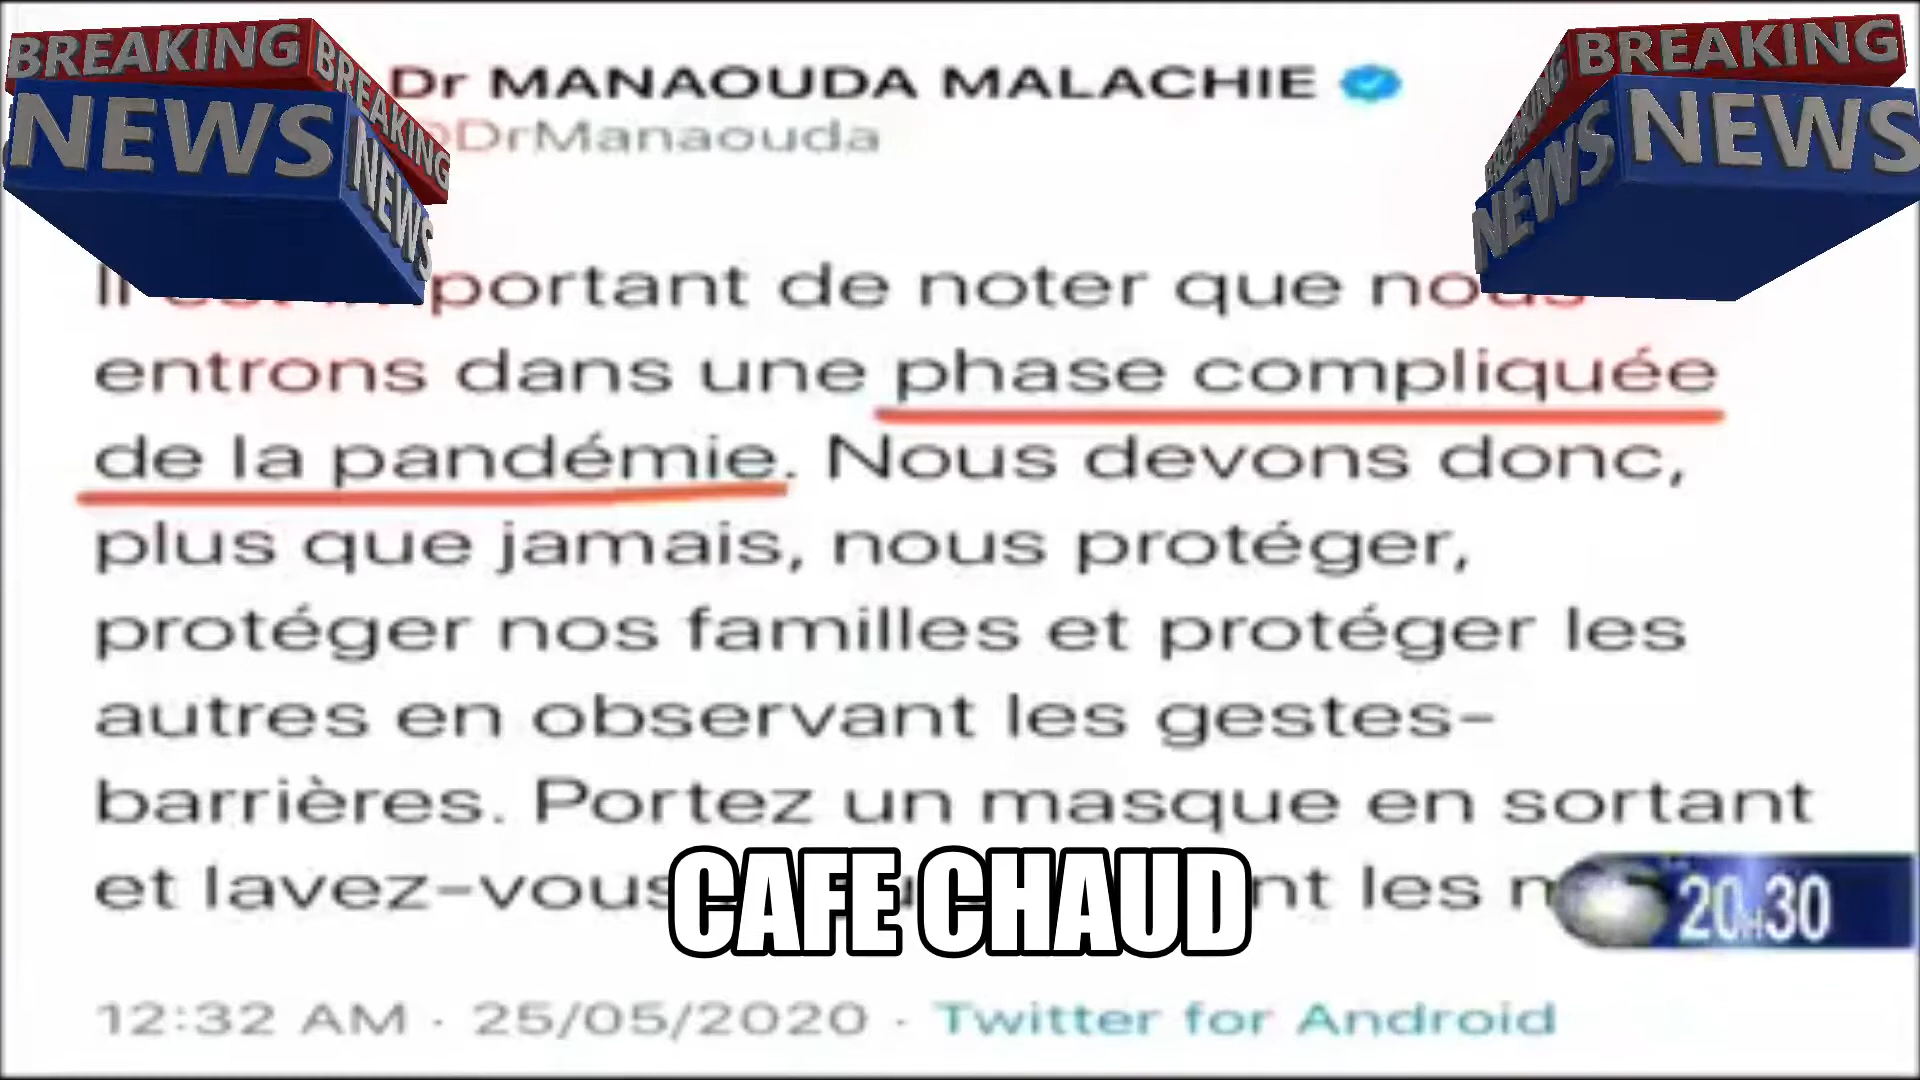 BREAKING BREAKING
NEWS NEWS
BREAKING
NEWS NEWS
BREAKING
Dr MANAOUDA MALACHIE
DrManaouda
portant de noter que nous
entrons dans une phase compliquée
de la pandémie. Nous devons donc,
plus que jamais, nous protéger,
protéger nos familles et protéger les
autres en observant les gestes-
barrières. Portez un masque en sortant
et lavez-vous nt les
CAFE CHAUD
20H30
12:32 AM · 25/05/2020 · Twitter for Android